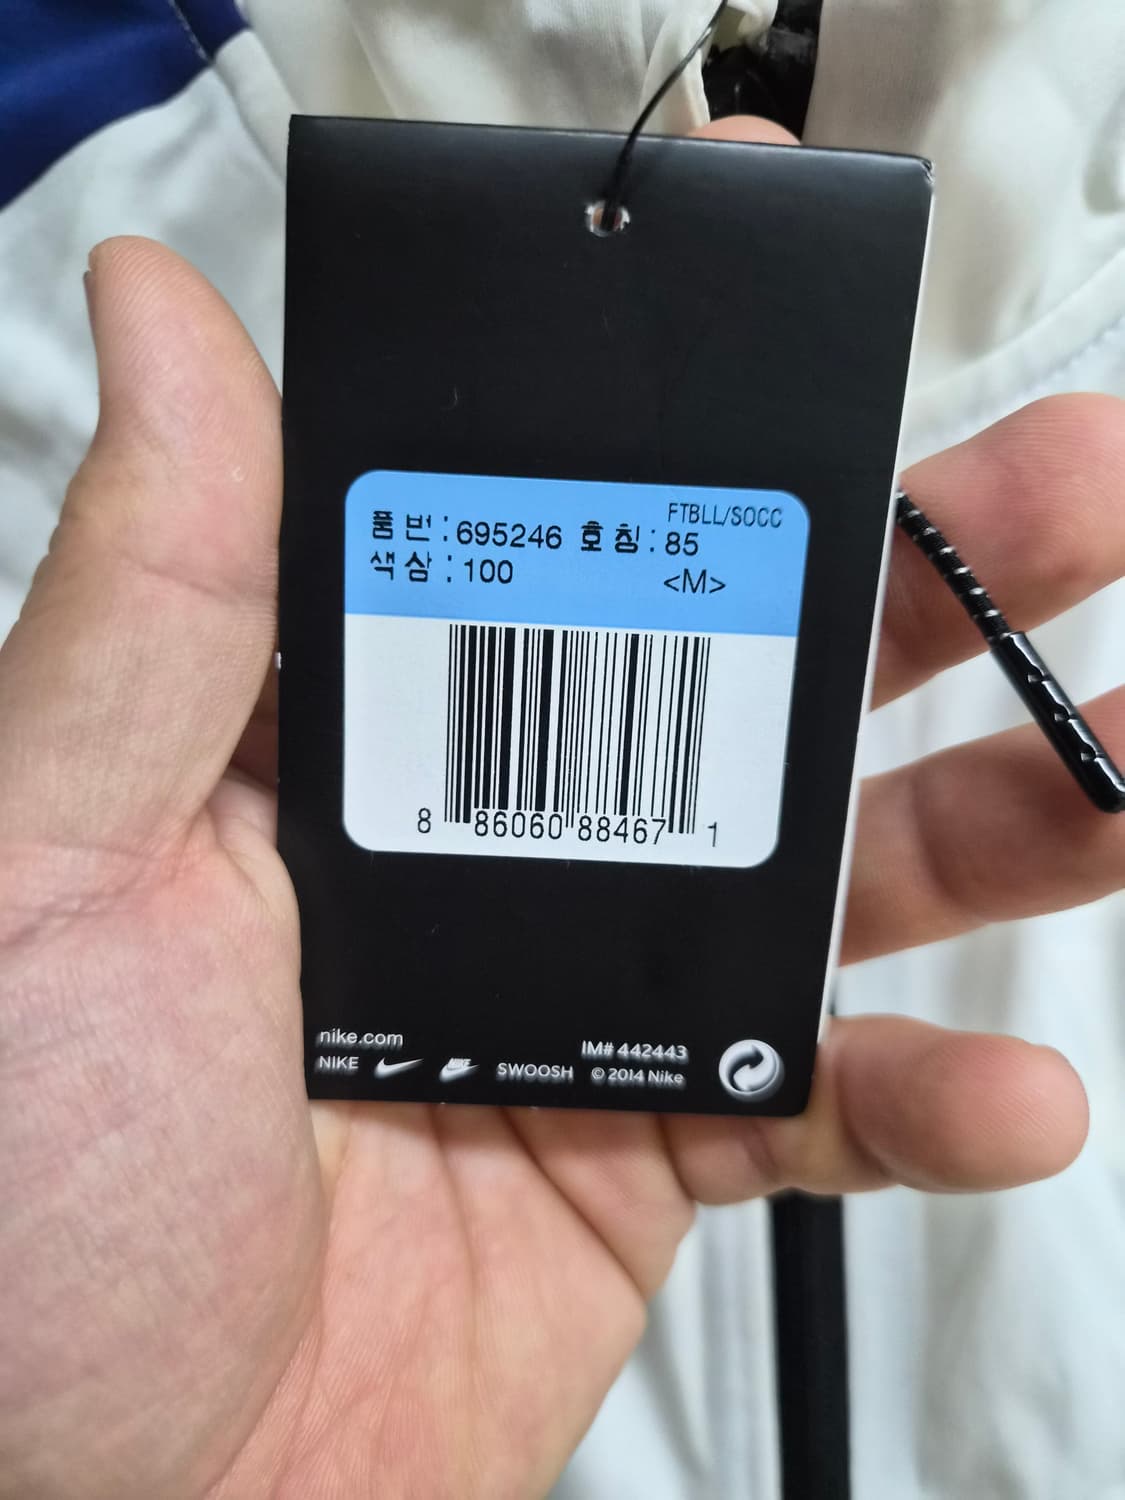 FTBLL/SOCC
품 번 : 695246 호 칭 : 85
색 상 : 100 <M>
8 86060 88467 1
nike.com
IM# 442443
NIKE NIKE SWOOSH © 2014 Nike